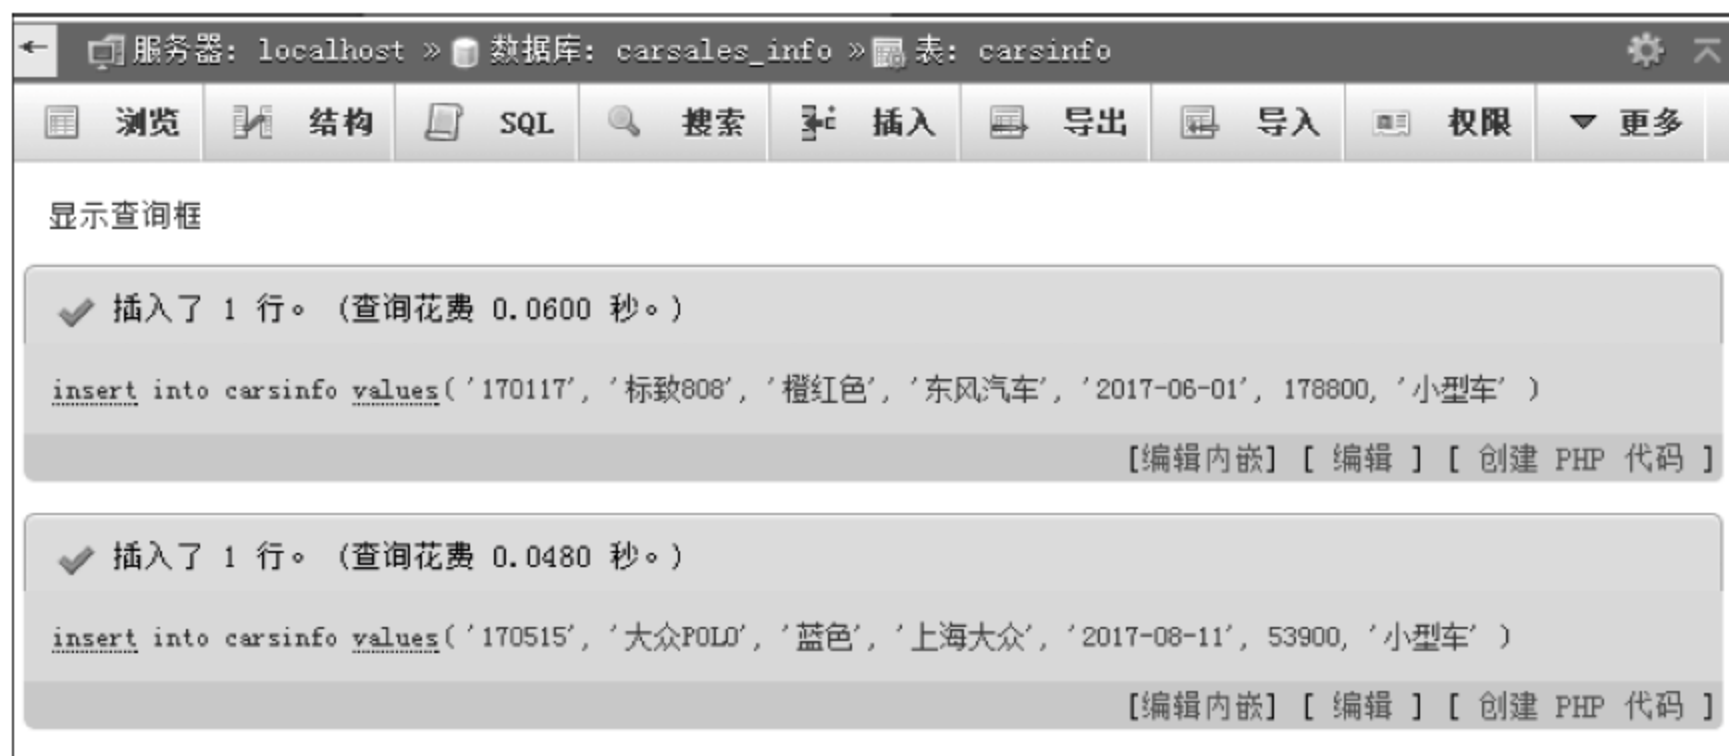 服务器: localhost » 数据库: carsales_info » 表: carsinfo
浏览 结构 SQL 搜索 插入 导出 导入 权限 更多
显示查询框
插入了 1 行。 (查询花费 0.0600 秒。)
insert into carsinfo values('170117', '标致808', '橙红色', '东风汽车', '2017-06-01', 178800, '小型车' )
[编辑内嵌] [ 编辑 ] [ 创建 PHP 代码 ]
插入了 1 行。 (查询花费 0.0480 秒。)
insert into carsinfo values('170515', '大众POLO', '蓝色', '上海大众', '2017-08-11', 53900, '小型车' )
[编辑内嵌] [ 编辑 ] [ 创建 PHP 代码 ]